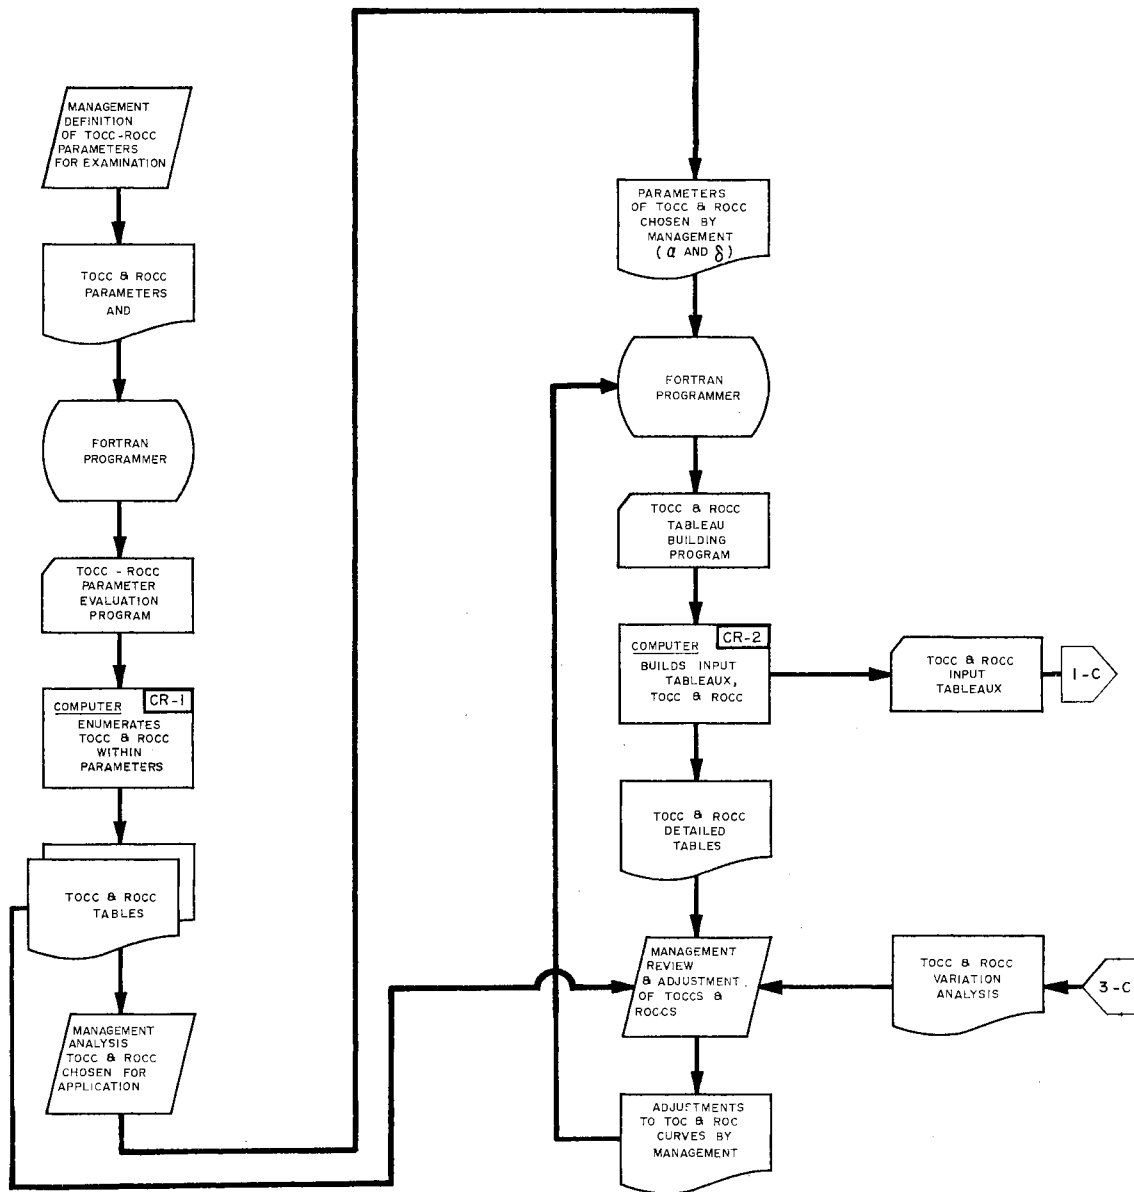 MANAGEMENT
DEFINITION
OF TOCC-ROCC
PARAMETERS
FOR EXAMINATION
TOCC & ROCC
PARAMETERS
AND
FORTRAN
PROGRAMMER
TOCC - ROCC
PARAMETER
EVALUATION
PROGRAM
CR-1
COMPUTER
ENUMERATES
TOCC & ROCC
WITHIN
PARAMETERS
TOCC & ROCC
TABLES
MANAGEMENT
ANALYSIS
TOCC & ROCC
CHOSEN FOR
APPLICATION
PARAMETERS
OF TOCC & ROCC
CHOSEN BY
MANAGEMENT
(α AND δ)
FORTRAN
PROGRAMMER
TOCC & ROCC
TABLEAU
BUILDING
PROGRAM
CR-2
COMPUTER
BUILDS INPUT
TABLEAUX,
TOCC & ROCC
TOCC & ROCC
INPUT
TABLEAUX
1-C
TOCC & ROCC
DETAILED
TABLES
MANAGEMENT
REVIEW
& ADJUSTMENT
OF TOCCS &
ROCCS
TOCC & ROCC
VARIATION
ANALYSIS
3-C
ADJUSTMENTS
TO TOC & ROC
CURVES BY
MANAGEMENT